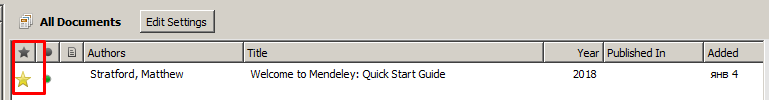 All Documents Edit Settings
Authors Title Year Published In Added
Stratford, Matthew Welcome to Mendeley: Quick Start Guide 2018 янв 4